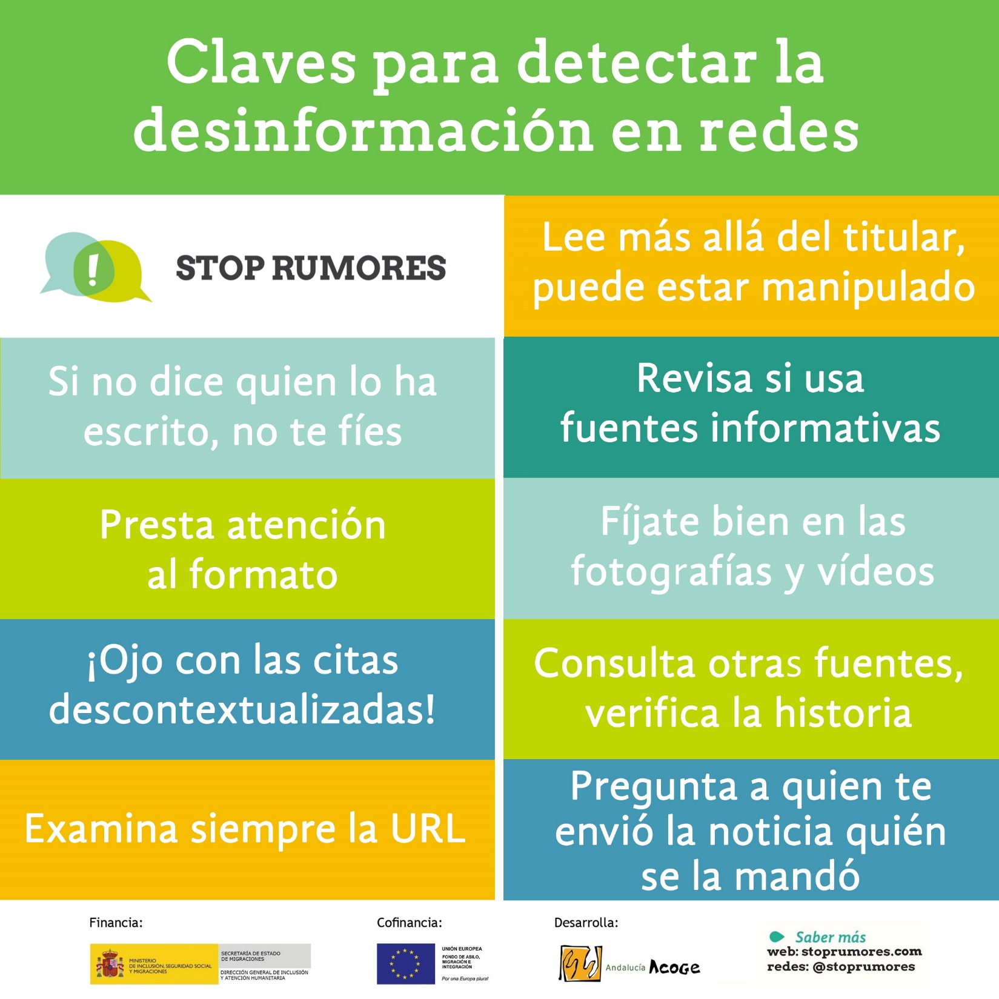 Claves para detectar la
desinformación en redes
!
STOP RUMORES
Lee más allá del titular,
puede estar manipulado
Si no dice quien lo ha
escrito, no te fíes
Revisa si usa
fuentes informativas
Presta atención
al formato
Fíjate bien en las
fotografías y vídeos
¡Ojo con las citas
descontextualizadas!
Consulta otras fuentes,
verifica la historia
Examina siempre la URL
Pregunta a quien te
envió la noticia quién
se la mandó
Financia:
MINISTERIO
DE INCLUSIÓN, SEGURIDAD SOCIAL
Y MIGRACIONES
SECRETARÍA DE ESTADO
DE MIGRACIONES
DIRECCIÓN GENERAL DE INCLUSIÓN
Y ATENCIÓN HUMANITARIA
Cofinancia:
UNIÓN EUROPEA
FONDO DE ASILO,
MIGRACIÓN E
INTEGRACIÓN
Por una Europa plural
Desarrolla:
Andalucía Acoge
Saber más
web: stoprumores.com
redes: @stoprumores